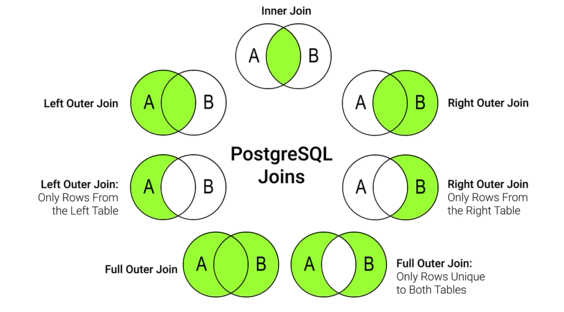 Inner Join
A B
Left Outer Join
A B
A B
Right Outer Join
PostgreSQL
Joins
Left Outer Join:
Only Rows From
the Left Table
A B
A B
Right Outer Join
Only Rows From
the Right Table
Full Outer Join
A B
A B
Full Outer Join:
Only Rows Unique
to Both Tables